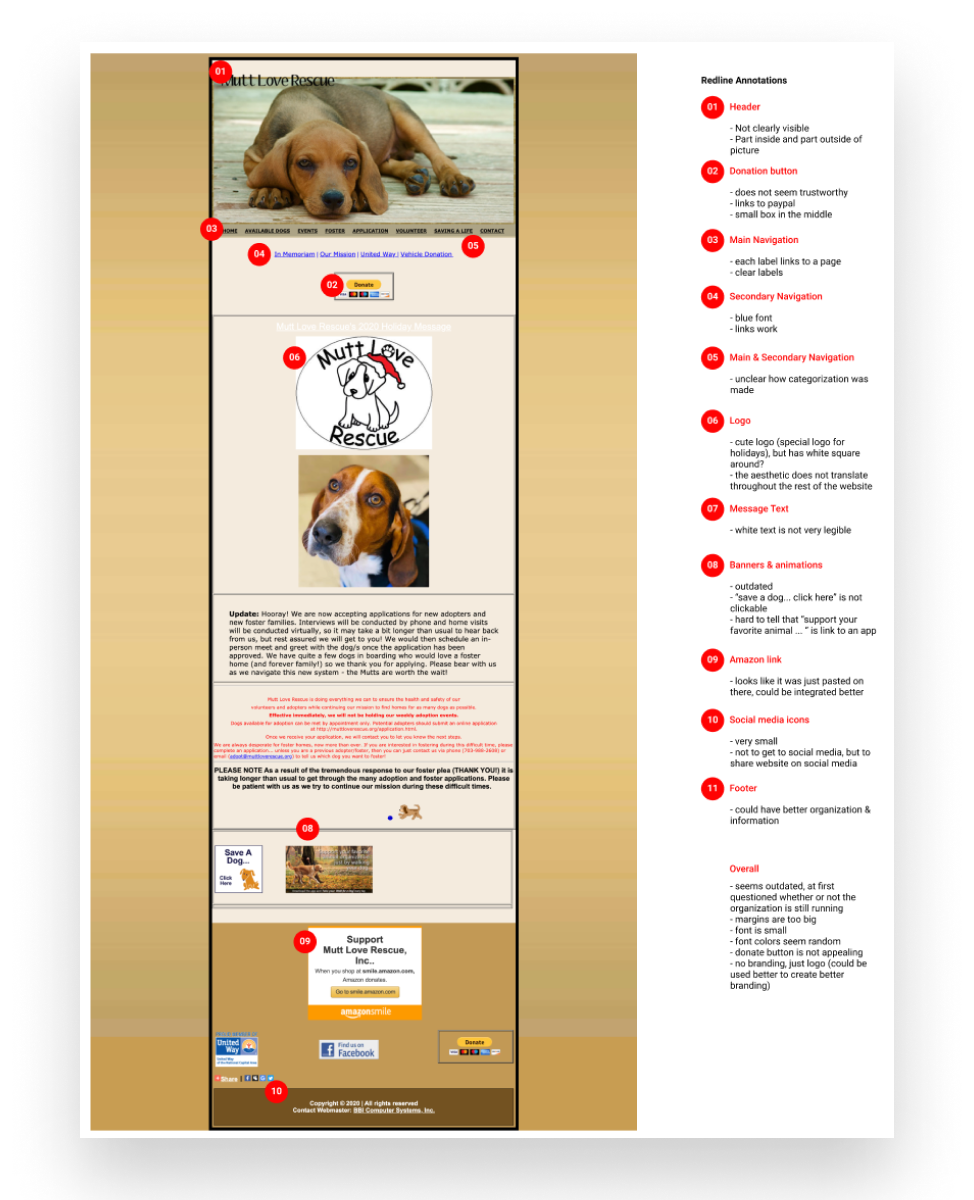 01
Mutt Love Rescue
03
HOME AVAILABLE DOGS EVENTS FOSTER APPLICATION VOLUNTEER SAVING A LIFE CONTACT
05
04
In Memoriam | Our Mission | United Way | Vehicle Donation
02
Donate
Mutt Love Rescue's 2020 Holiday Message
06
Mutt Love
Rescue
Update: Hooray! We are now accepting applications for new adopters and
new foster families. Interviews will be conducted by phone and home visits
will be conducted virtually, so it may take a bit longer than usual to hear back
from us, but rest assured we will get to you! We would then schedule an in-
person meet and greet with the dog/s once the application has been
approved. We have quite a few dogs in boarding who would love a foster
home (and forever family!) so we thank you for applying. Please bear with us
as we navigate this new system - the Mutts are worth the wait!
Mutt Love Rescue is doing everything we can to ensure the health and safety of our
volunteers and adopters while continuing our mission to find homes for as many dogs as possible.
Effective immediately, we will not be holding our weekly adoption events.
Dogs available for adoption can be met by appointment only. Potential adopters should submit an online application
at http://muttloverescue.org/application.html.
Once we receive your application, we will contact you to let you know the next steps.
We are always desperate for foster homes, now more than ever. If you are interested in fostering during this difficult time, please
complete an application... unless you are a previous adopter/foster, then you can just contact us via phone
email (adopt@muttloverescue.org) to tell us which dog you want to foster!
PLEASE NOTE As a result of the tremendous response to our foster plea (THANK YOU!) it is
taking longer than usual to get through the many adoption and foster applications. Please
be patient with us as we try to continue our mission during these difficult times.
08
Save A
Dog...
Click
Here
09
Support
Mutt Love Rescue,
Inc..
When you shop at smile.amazon.com,
Amazon donates.
Go to smile.amazon.com
amazonsmile
United
Way
Find us on
Facebook
Donate
Share |
10
Copyright © 2020 | All rights reserved
Contact Webmaster: BBI Computer Systems, Inc.
Redline Annotations
01 Header
- Not clearly visible
- Part inside and part outside of
picture
02 Donation button
- does not seem trustworthy
- links to paypal
- small box in the middle
03 Main Navigation
- each label links to a page
- clear labels
04 Secondary Navigation
- blue font
- links work
05 Main & Secondary Navigation
- unclear how categorization was
made
06 Logo
- cute logo (special logo for
holidays), but has white square
around?
- the aesthetic does not translate
throughout the rest of the website
07 Message Text
- white text is not very legible
08 Banners & animations
- outdated
- "save a dog... click here" is not
clickable
- hard to tell that "support your
favorite animal ... " is link to an app
09 Amazon link
- looks like it was just pasted on
there, could be integrated better
10 Social media icons
- very small
- not to get to social media, but to
share website on social media
11 Footer
- could have better organization &
information
Overall
- seems outdated, at first
questioned whether or not the
organization is still running
- margins are too big
- font is small
- font colors seem random
- donate button is not appealing
- no branding, just logo (could be
used better to create better
branding)